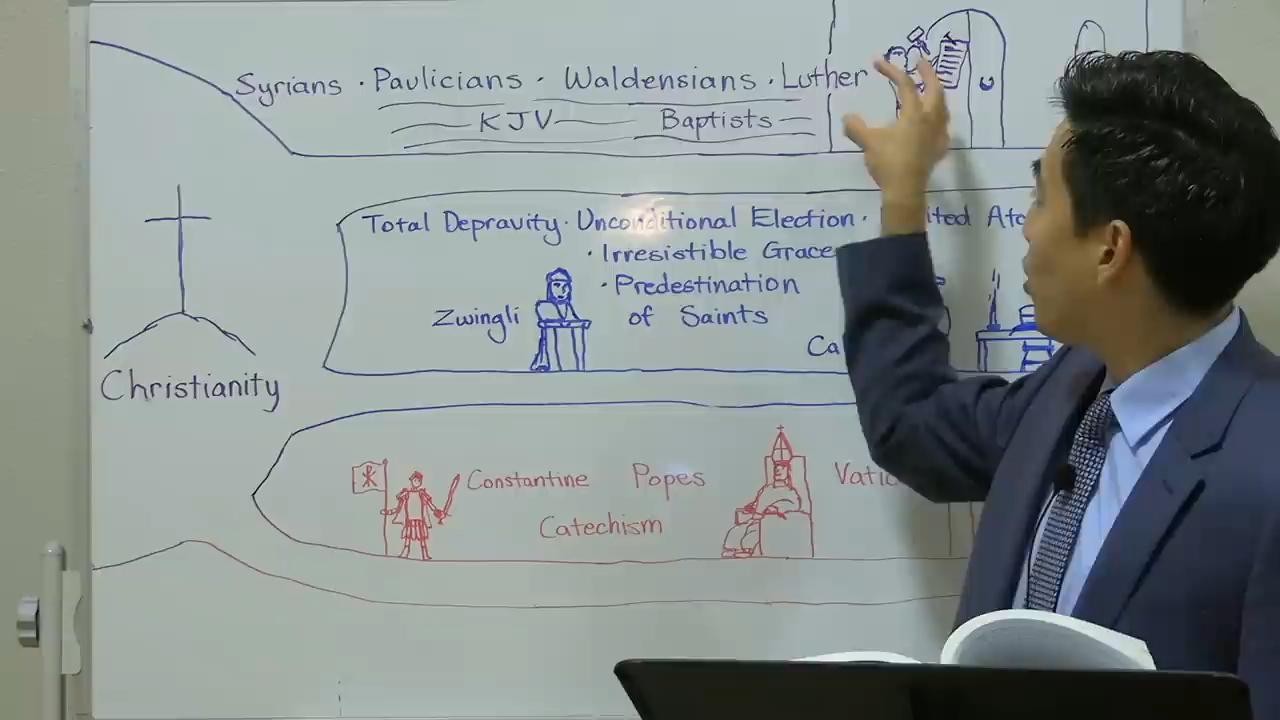 Syrians · Paulicians · Waldensians · Luther
KJV Baptists
Total Depravity · Unconditional Election ·
· Irresistible Grace
· Predestination
Zwingli of Saints
Christianity
Constantine Popes
Catechism